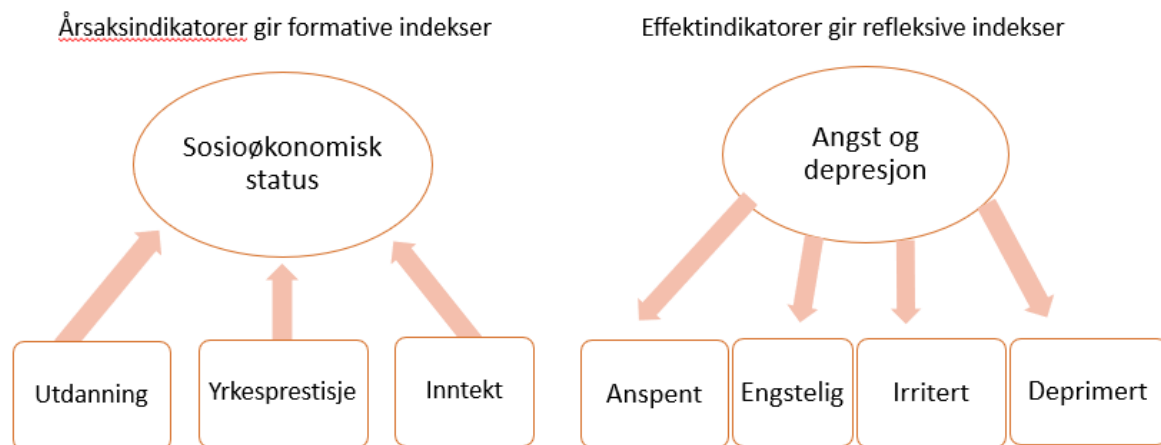 Årsaksindikatorer gir formative indekser
Effektindikatorer gir refleksive indekser
Sosioøkonomisk
status
Angst og
depresjon
Utdanning
Yrkesprestisje
Inntekt
Anspent
Engstelig
Irritert
Deprimert